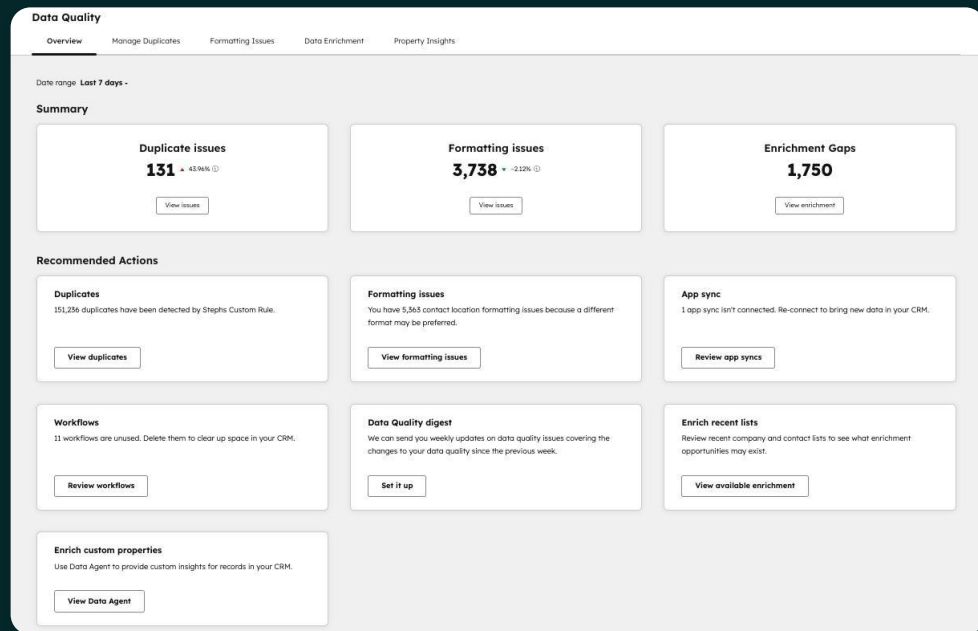 Data Quality
Overview Manage Duplicates Formatting Issues Data Enrichment Property Insights
Date range Last 7 days
Summary
Duplicate issues
131 ▲ 43.96% ⓘ
View issues
Formatting issues
3,738 ▼ -2.12% ⓘ
View issues
Enrichment Gaps
1,750
View enrichment
Recommended Actions
Duplicates
151,236 duplicates have been detected by Stephs Custom Rule.
View duplicates
Formatting issues
You have 5,363 contact location formatting issues because a different
format may be preferred.
View formatting issues
App sync
1 app sync isn't connected. Re-connect to bring new data in your CRM.
Review app syncs
Workflows
11 workflows are unused. Delete them to clear up space in your CRM.
Review workflows
Data Quality digest
We can send you weekly updates on data quality issues covering the
changes to your data quality since the previous week.
Set it up
Enrich recent lists
Review recent company and contact lists to see what enrichment
opportunities may exist.
View available enrichment
Enrich custom properties
Use Data Agent to provide custom insights for records in your CRM.
View Data Agent